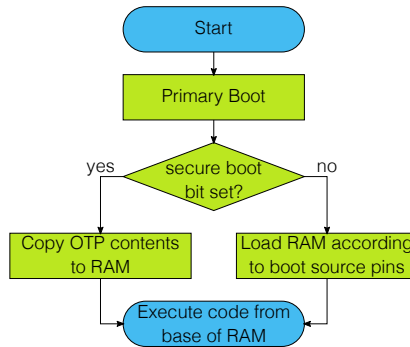 Start
Primary Boot
yes
secure boot
bit set?
no
Copy OTP contents
to RAM
Load RAM according
to boot source pins
Execute code from
base of RAM